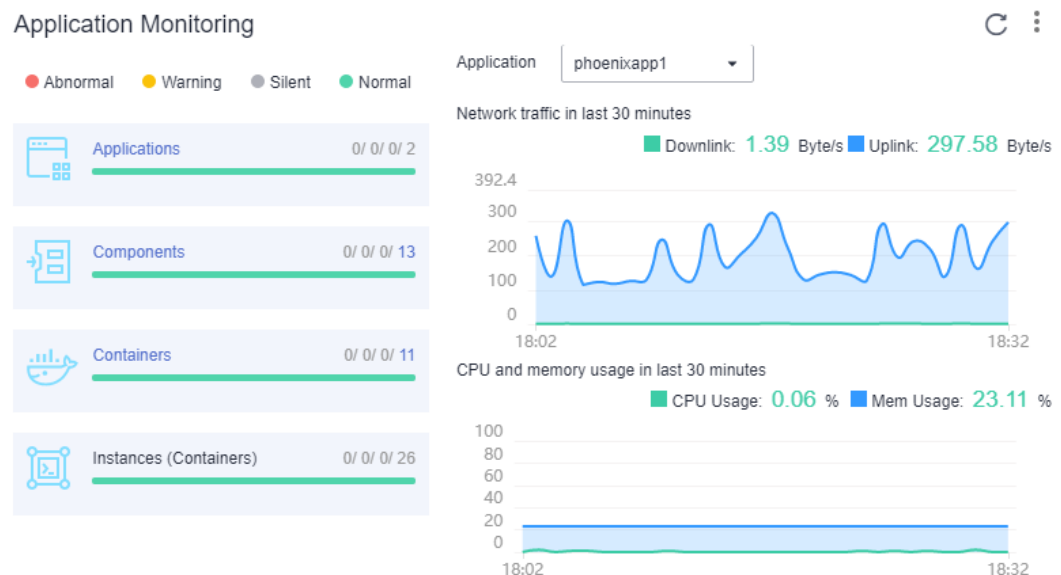 Application Monitoring
Abnormal Warning Silent Normal
Applications 0/ 0/ 0/ 2
Components 0/ 0/ 0/ 13
Containers 0/ 0/ 0/ 11
Instances (Containers) 0/ 0/ 0/ 26
Application phoenixapp1
Network traffic in last 30 minutes
Downlink: 1.39 Byte/s Uplink: 297.58 Byte/s
392.4
300
200
100
0
18:02 18:32
CPU and memory usage in last 30 minutes
CPU Usage: 0.06 % Mem Usage: 23.11 %
100
80
60
40
20
0
18:02 18:32